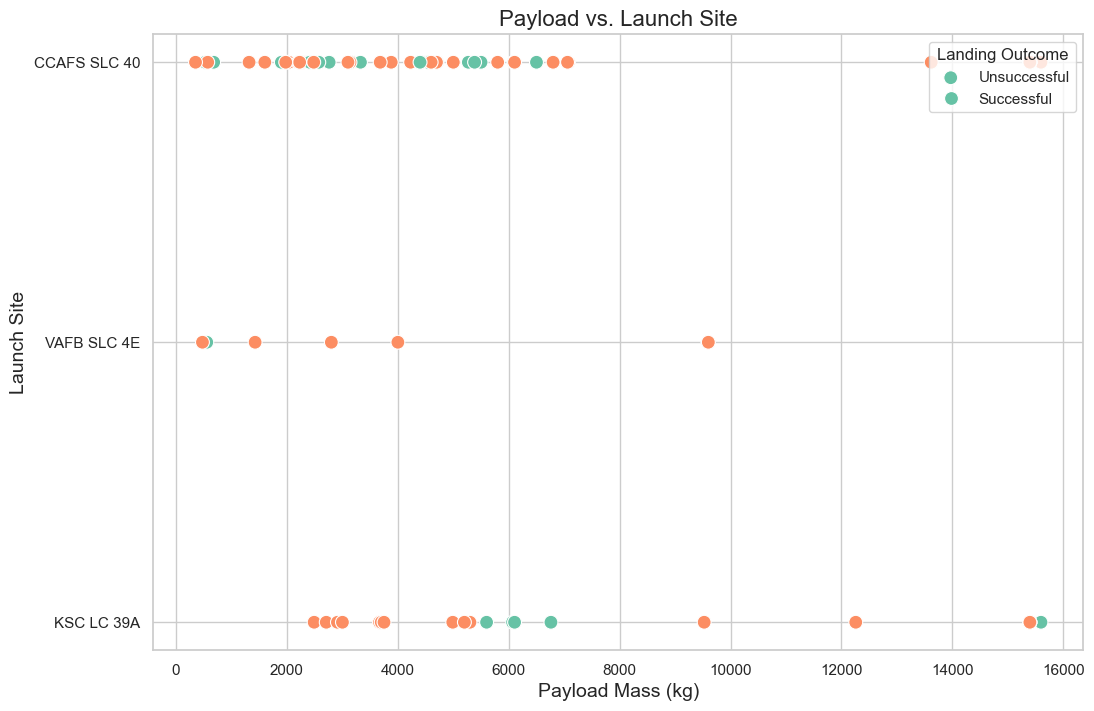 Payload vs. Launch Site
CCAFS SLC 40
VAFB SLC 4E
KSC LC 39A
Launch Site
Landing Outcome
Unsuccessful
Successful
0 2000 4000 6000 8000 10000 12000 14000 16000
Payload Mass (kg)